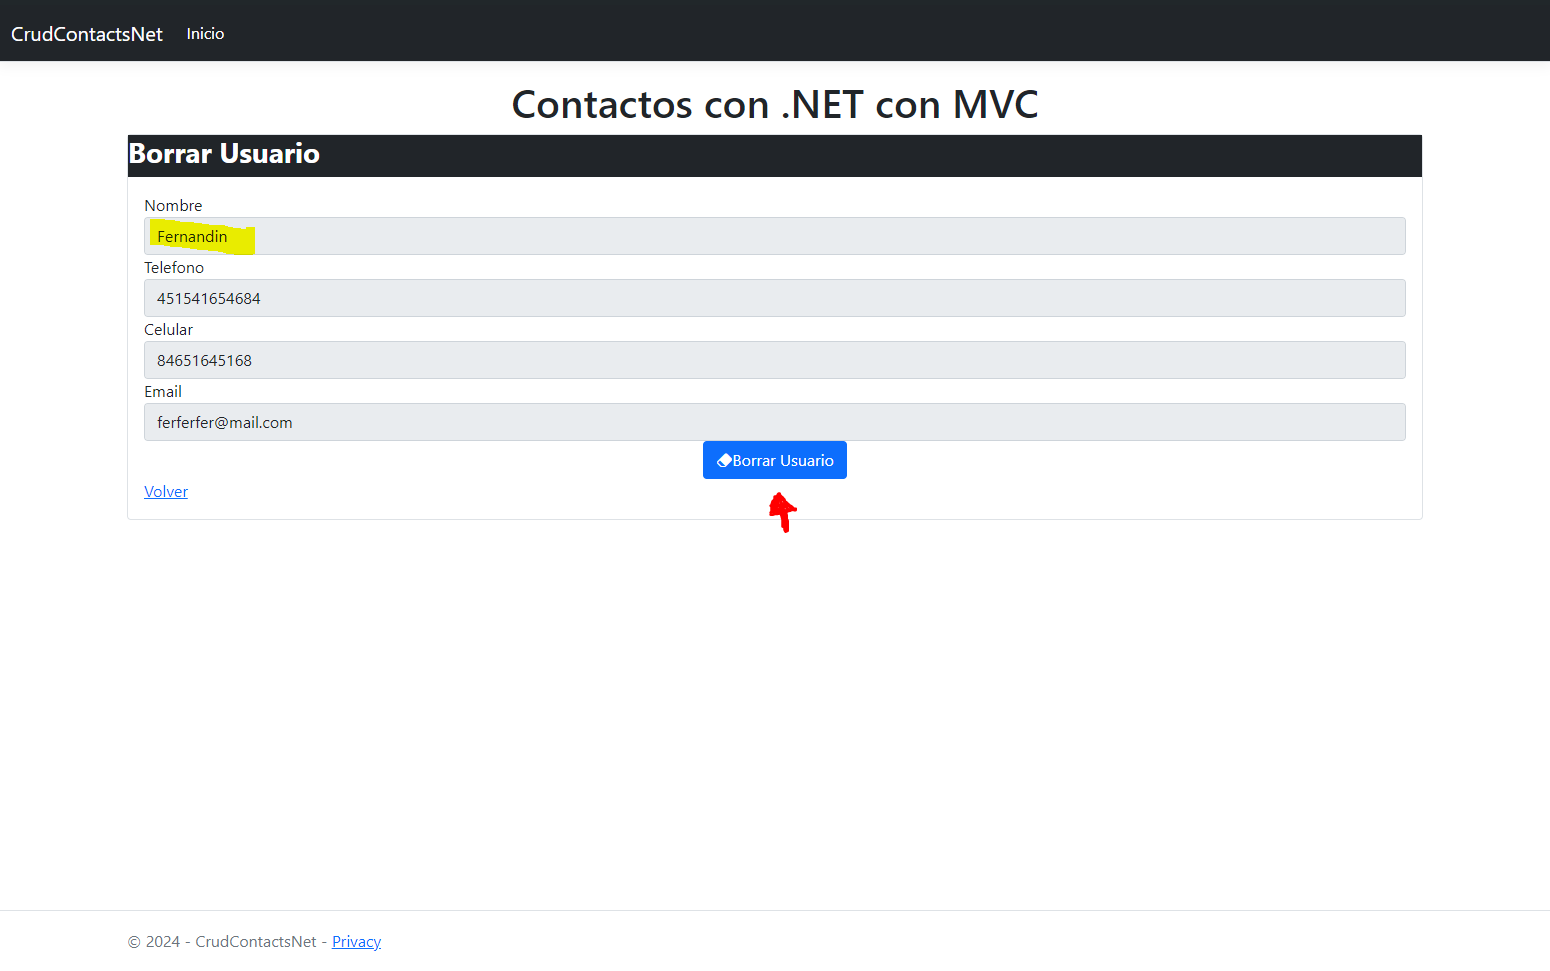 CrudContactsNet Inicio
Contactos con .NET con MVC
Borrar Usuario
Nombre
Fernandin
Telefono
451541654684
Celular
84651645168
Email
ferferfer@mail.com
Borrar Usuario
Volver
© 2024 - CrudContactsNet - Privacy